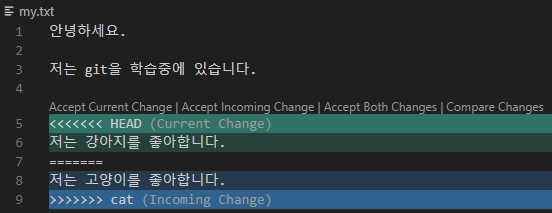 my.txt
1 안녕하세요.
2
3 저는 git을 학습중에 있습니다.
4
Accept Current Change | Accept Incoming Change | Accept Both Changes | Compare Changes
5 <<<<<<< HEAD (Current Change)
6 저는 강아지를 좋아합니다.
7 =======
8 저는 고양이를 좋아합니다.
9 >>>>>>> cat (Incoming Change)